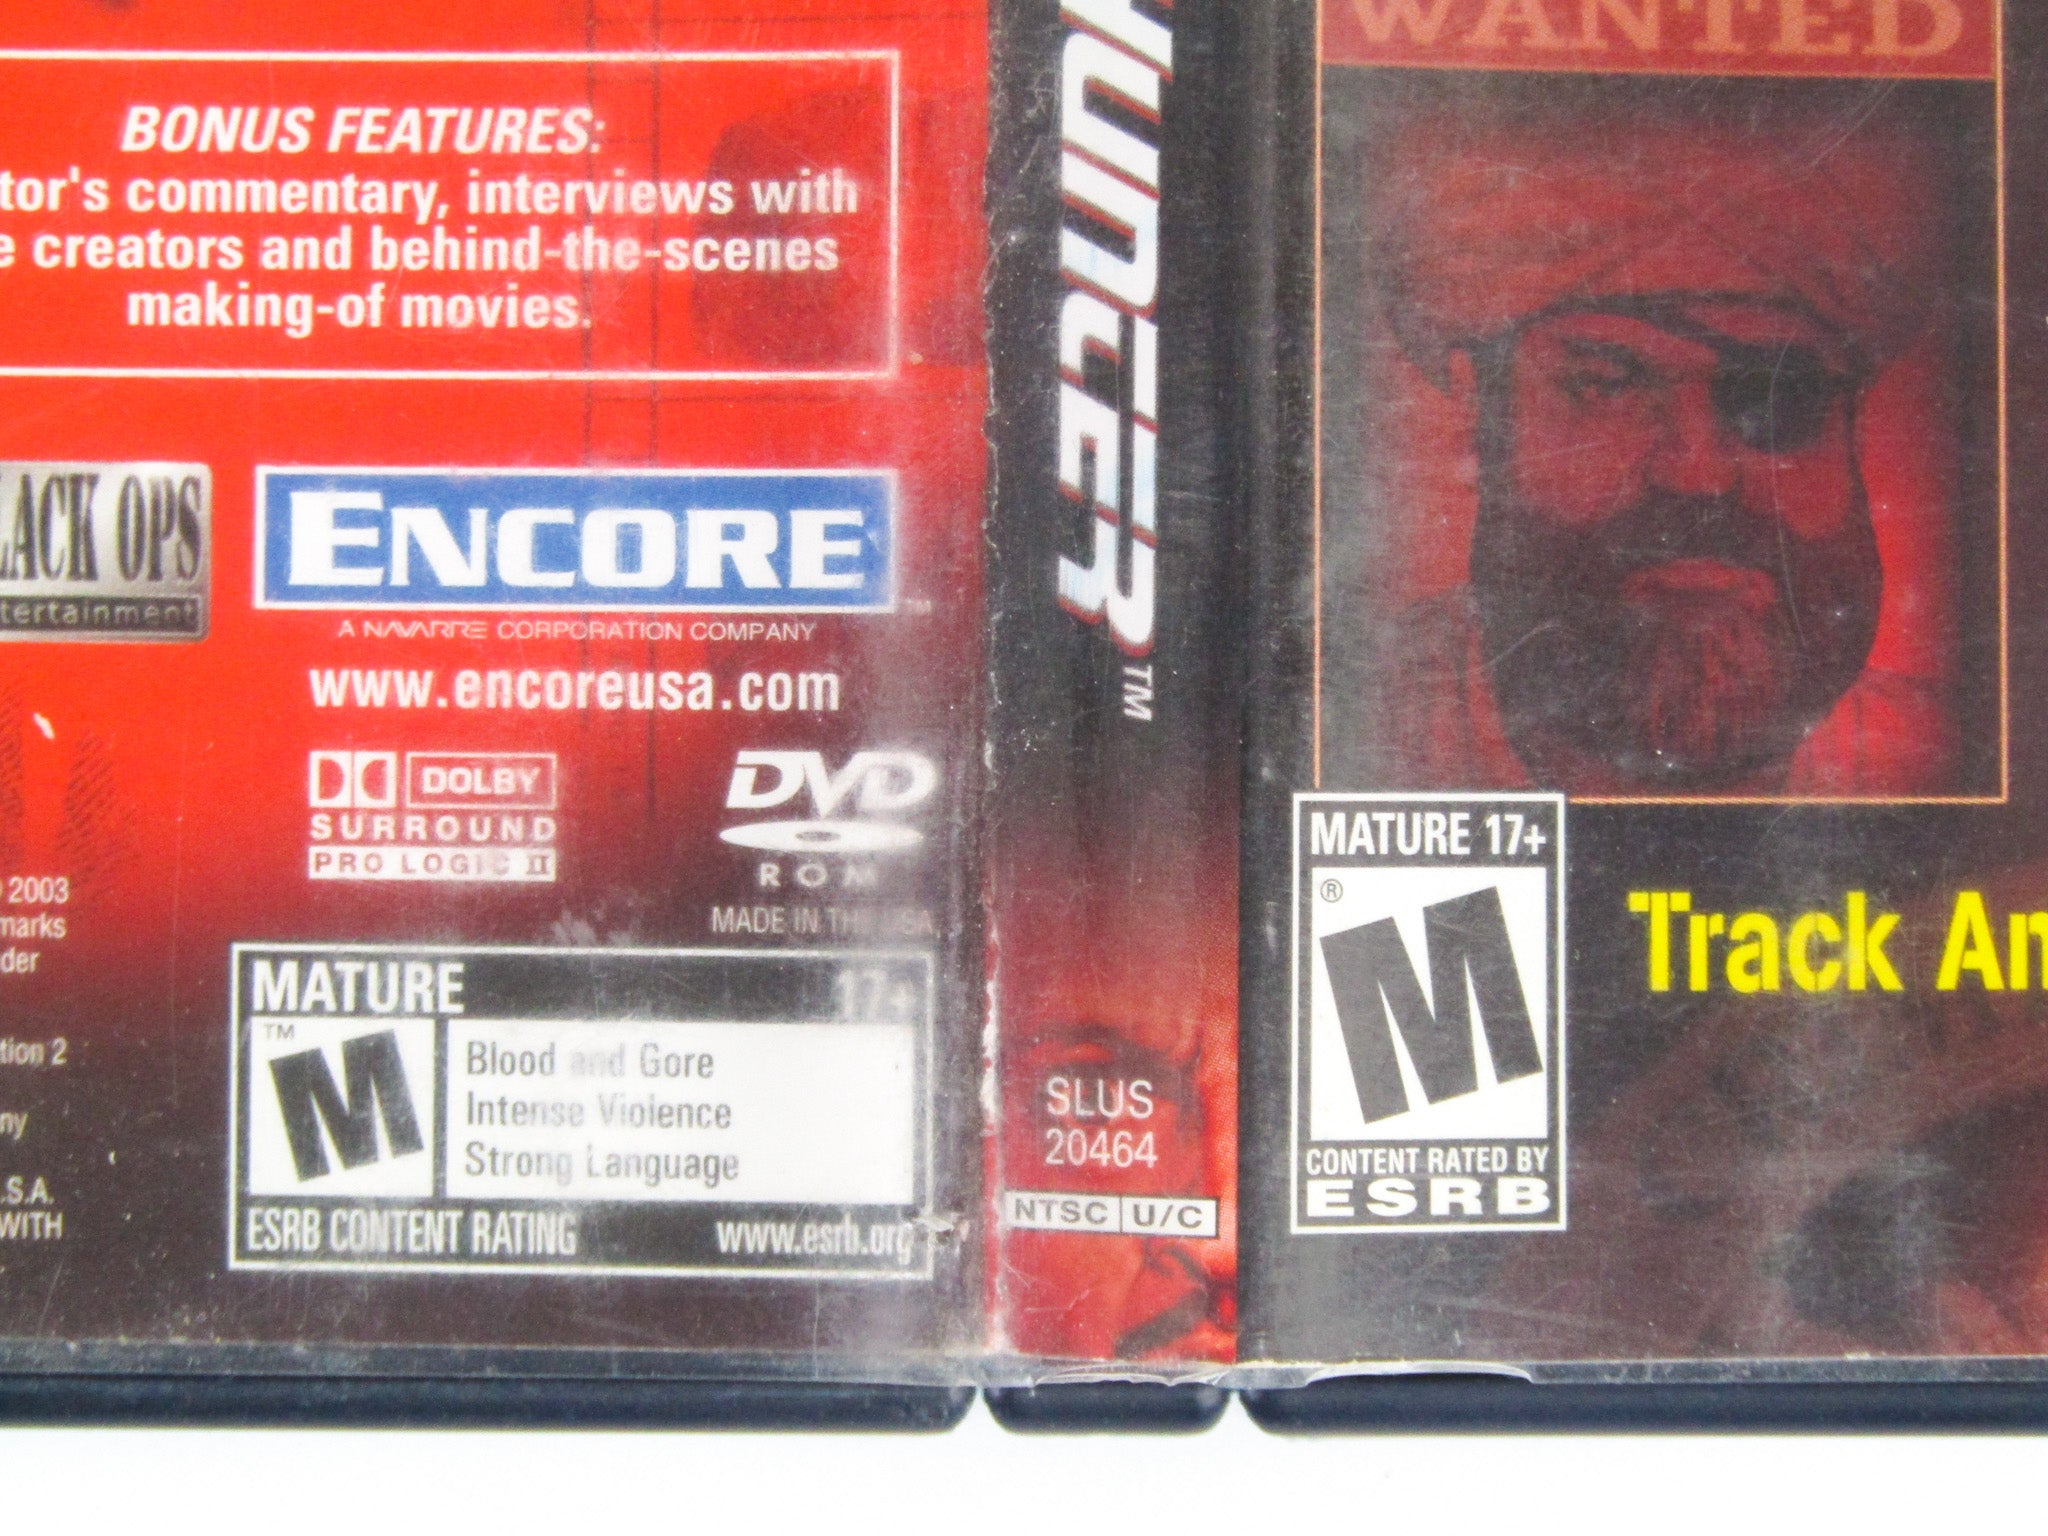 BONUS FEATURES:
tor's commentary, interviews with
e creators and behind-the-scenes
making-of movies.
LACK OPS
tertainment
ENCORE
A NAVARRE CORPORATION COMPANY
www.encoreusa.com
DOLBY
SURROUND
PRO LOGIC II
DVD
ROM
MADE IN THE USA
2003
marks
der
tion 2
ny
.S.A.
WITH
MATURE 17+
TM
M
Blood and Gore
Intense Violence
Strong Language
ESRB CONTENT RATING www.esrb.org
HUNTER™
SLUS
20464
NTSC U/C
WANTED
MATURE 17+
®
M
CONTENT RATED BY
ESRB
Track An